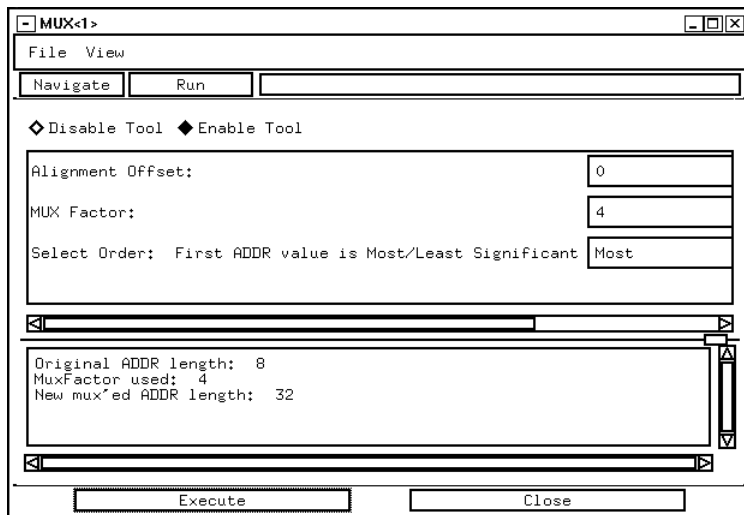 MUX<1>
File View
Navigate Run
Disable Tool Enable Tool
Alignment Offset: 0
MUX Factor: 4
Select Order: First ADDR value is Most/Least Significant Most
Original ADDR length: 8
MuxFactor used: 4
New mux'ed ADDR length: 32
Execute Close